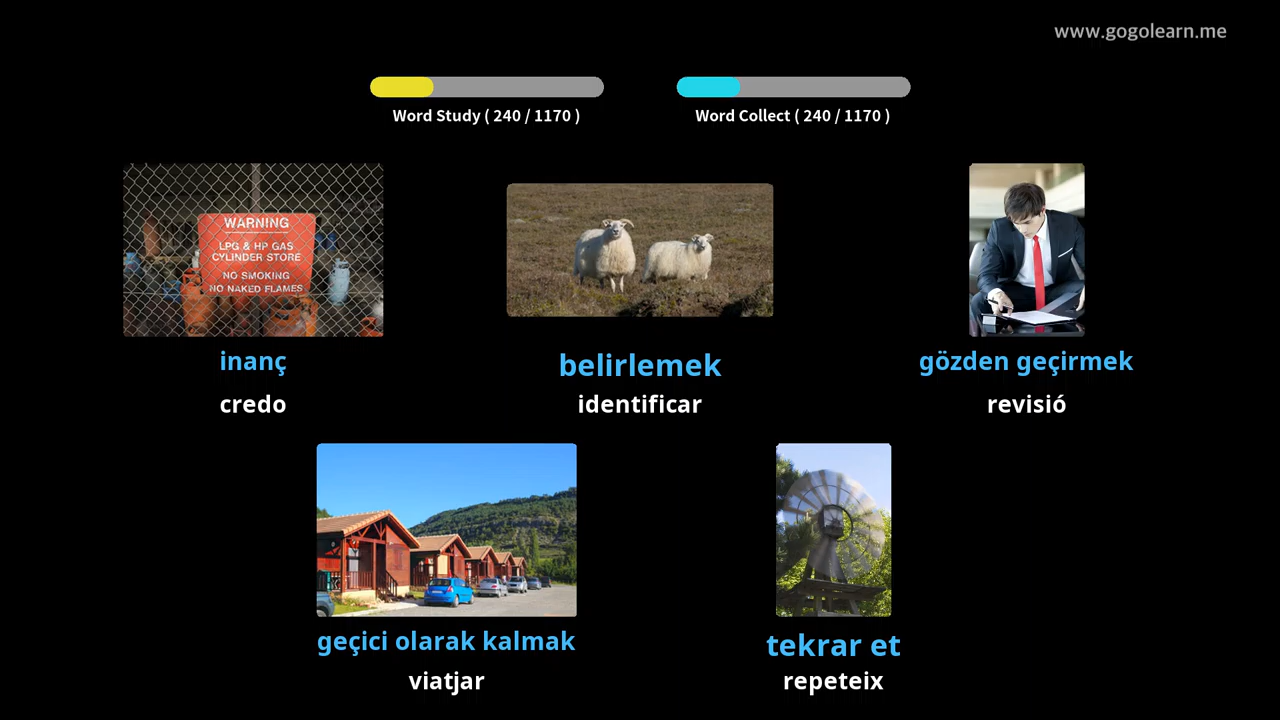 www.gogolearn.me
Word Study ( 240 / 1170 )
Word Collect ( 240 / 1170 )
WARNING
LPG & HP GAS
CYLINDER STORE
NO SMOKING
NO NAKED FLAMES
inanç
credo
belirlemek
identificar
gözden geçirmek
revisió
geçici olarak kalmak
viatjar
tekrar et
repeteix